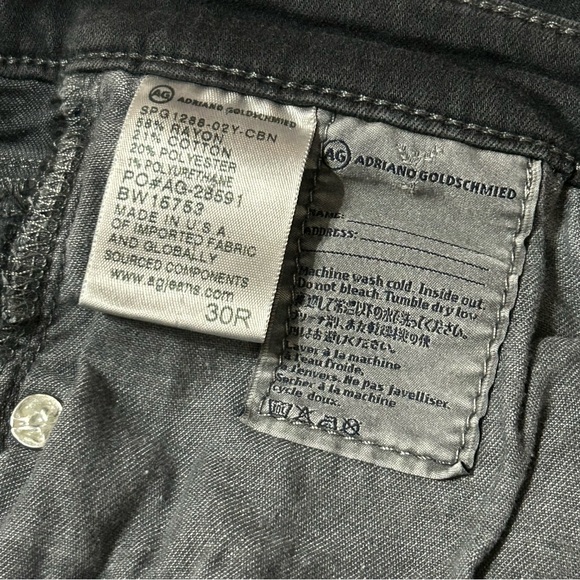 AG ADRIANO GOLDSCHMIED
SPG1288-02Y-CBN
58% RAYON
21% COTTON
20% POLYESTER
1% POLYURETHANE
PO#AG-28591
BW 15753
MADE IN U.S.A
OF IMPORTED FABRIC
AND GLOBALLY
SOURCED COMPONENTS
www.agjeans.com
30R
AG ADRIANO GOLDSCHMIED
NAME:
ADDRESS:
Machine wash cold. Inside out.
Do not bleach. Tumble dry low
Laver à la machine
à l'eau froide.
à l'envers. Ne pas javelliser.
Sécher à la machine
cycle doux.